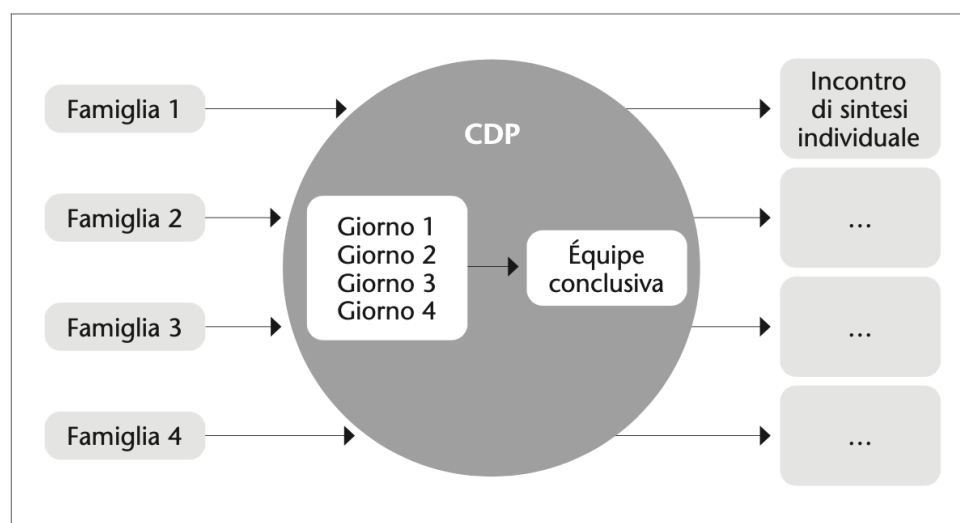 Famiglia 1
Famiglia 2
Famiglia 3
Famiglia 4
CDP
Giorno 1
Giorno 2
Giorno 3
Giorno 4
Équipe
conclusiva
Incontro
di sintesi
individuale
...
...
...